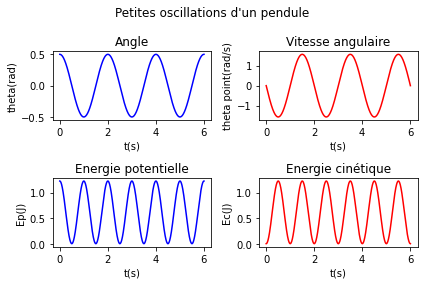 Petites oscillations d'un pendule
Angle
theta(rad)
0.5
0.0
−0.5
0 2 4 6
t(s)
Vitesse angulaire
theta point(rad/s)
1
0
−1
0 2 4 6
t(s)
Energie potentielle
Ep(J)
1.0
0.5
0.0
0 2 4 6
t(s)
Energie cinétique
Ec(J)
1.0
0.5
0.0
0 2 4 6
t(s)